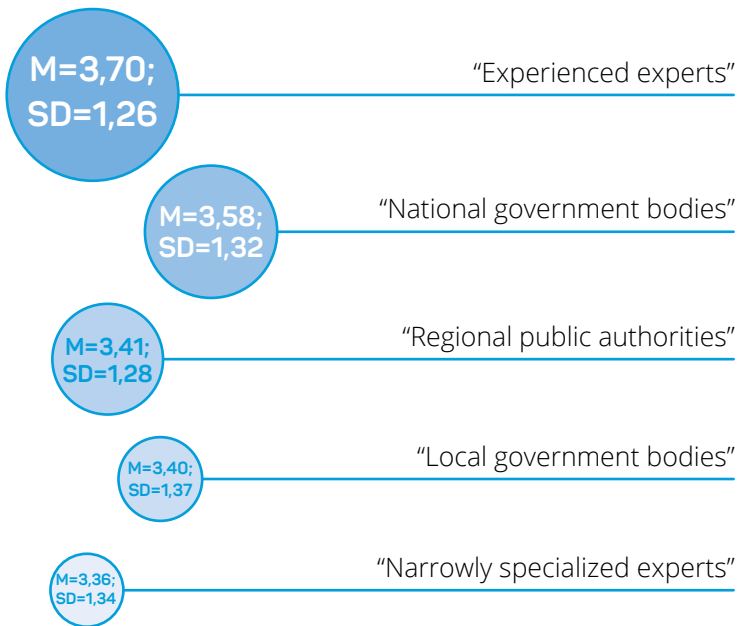 M=3,70;
SD=1,26
“Experienced experts”
M=3,58;
SD=1,32
“National government bodies”
M=3,41;
SD=1,28
“Regional public authorities”
M=3,40;
SD=1,37
“Local government bodies”
M=3,36;
SD=1,34
“Narrowly specialized experts”